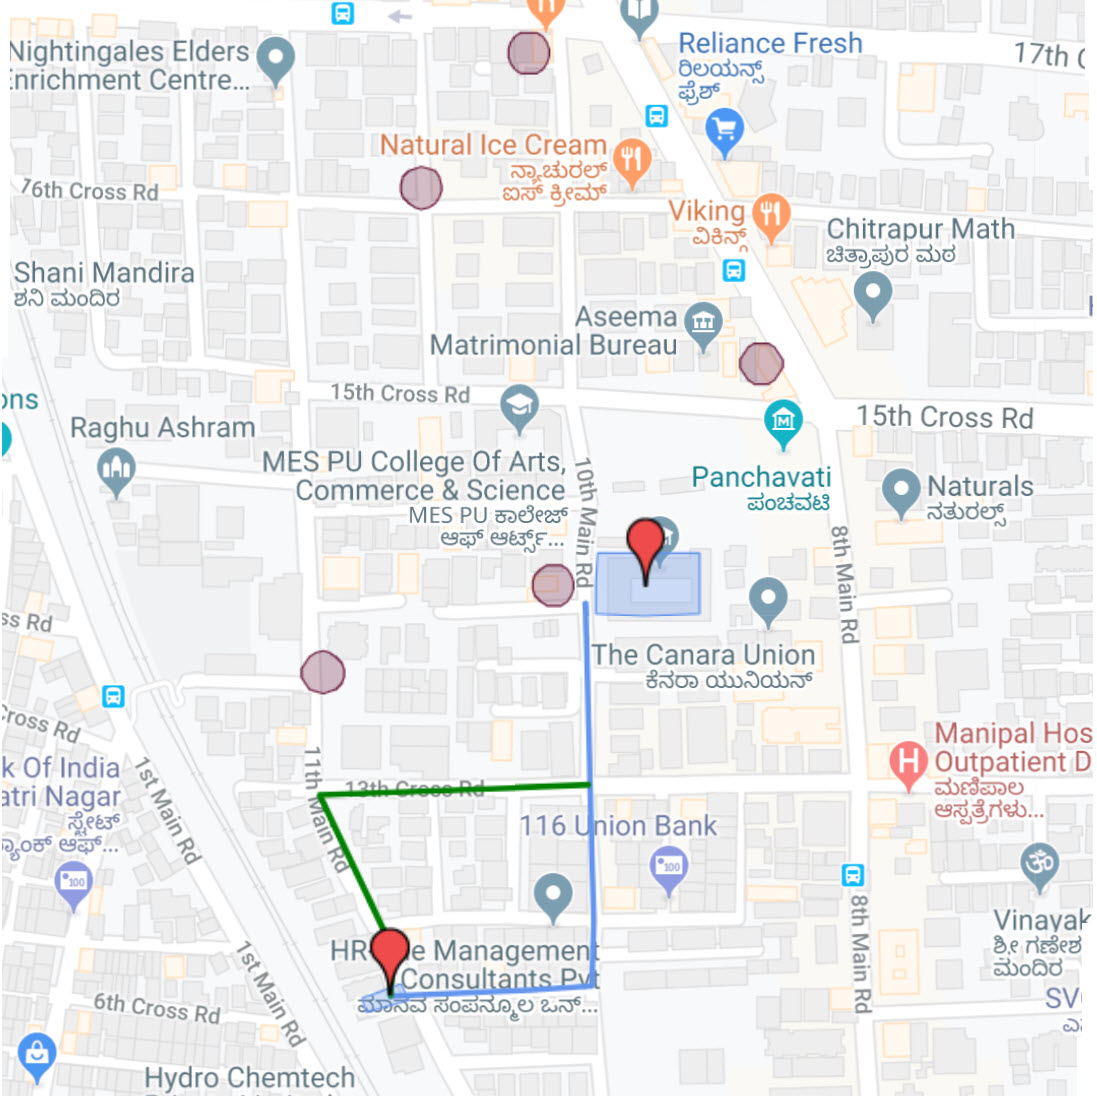 Nightingales Elders
Enrichment Centre...
Reliance Fresh
ರಿಲಯನ್ಸ್
ಫ್ರೆಶ್
17th C
Natural Ice Cream
ನ್ಯಾಚುರಲ್
ಐಸ್ ಕ್ರೀಮ್
76th Cross Rd
Viking
ವಿಕಿನ್ಗ್
Chitrapur Math
ಚಿತ್ರಾಪುರ ಮಠ
Shani Mandira
ಶನಿ ಮಂದಿರ
Aseema
Matrimonial Bureau
15th Cross Rd
15th Cross Rd
ons
Raghu Ashram
MES PU College Of Arts,
Commerce & Science
MES PU ಕಾಲೇಜ್
ಆಫ್ ಆರ್ಟ್ಸ್...
10th Main Rd
Panchavati
ಪಂಚವಟಿ
Naturals
ನತುರಲ್ಸ್
8th Main Rd
ss Rd
The Canara Union
ಕೆನರಾ ಯುನಿಯನ್
Cross Rd
k Of India
atri Nagar
ಸ್ಟೇಟ್
ಬ್ಯಾಂಕ್ ಆಫ್...
100
1st Main Rd
11th Main Rd
13th Cross Rd
Manipal Hos
Outpatient D
ಮಣಿಪಾಲ
ಆಸ್ಪತ್ರೆಗಳು...
116 Union Bank
100
8th Main Rd
Vinayak
ಶ್ರೀ ಗಣೇಶ
ಮಂದಿರ
SV
HR One Management
Consultants Pvt
ಮಾನವ ಸಂಪನ್ಮೂಲ ಒನ್...
1st Main Rd
6th Cross Rd
Hydro Chemtech